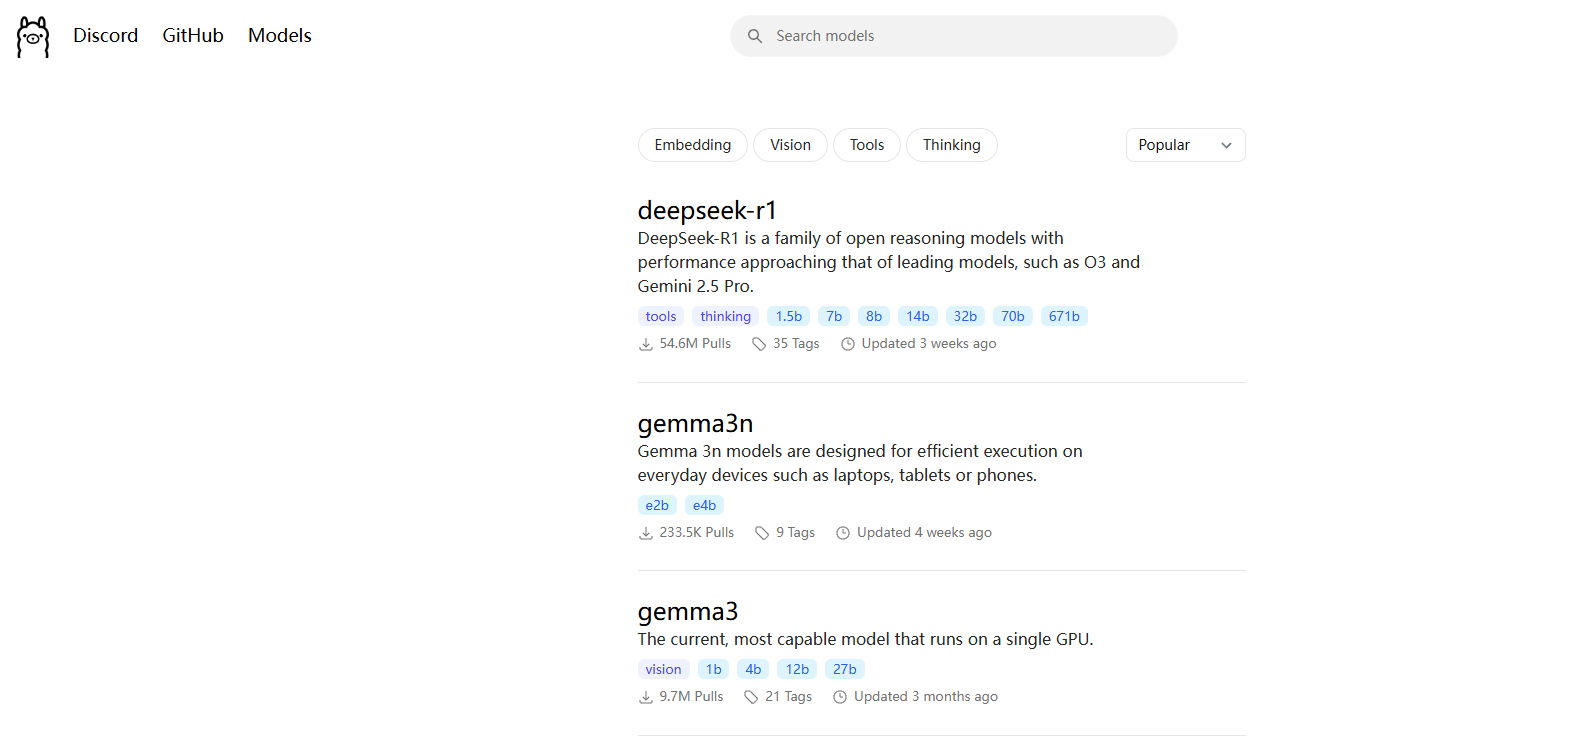 Discord GitHub Models
Search models
Embedding Vision Tools Thinking Popular
deepseek-r1
DeepSeek-R1 is a family of open reasoning models with
performance approaching that of leading models, such as O3 and
Gemini 2.5 Pro.
tools thinking 1.5b 7b 8b 14b 32b 70b 671b
54.6M Pulls 35 Tags Updated 3 weeks ago
gemma3n
Gemma 3n models are designed for efficient execution on
everyday devices such as laptops, tablets or phones.
e2b e4b
233.5K Pulls 9 Tags Updated 4 weeks ago
gemma3
The current, most capable model that runs on a single GPU.
vision 1b 4b 12b 27b
9.7M Pulls 21 Tags Updated 3 months ago